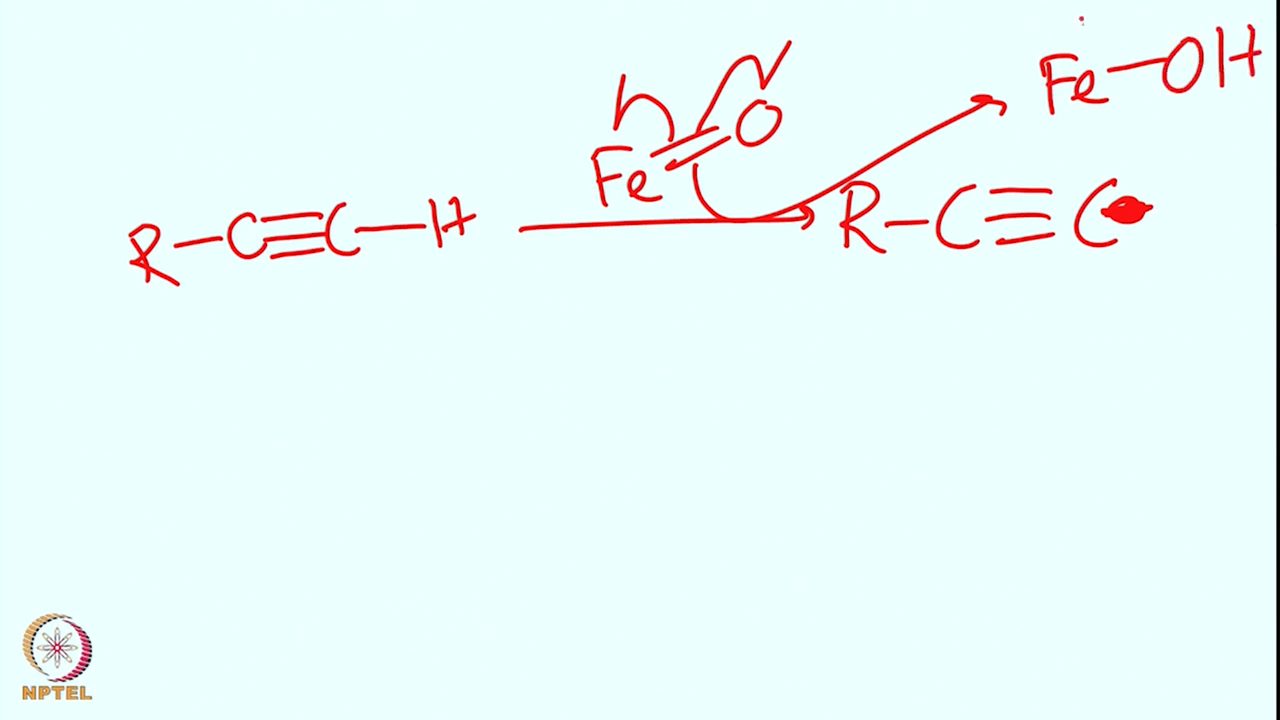 Fe=O
Fe-OH
R-C≡C-H
R-C≡C•
NPTEL